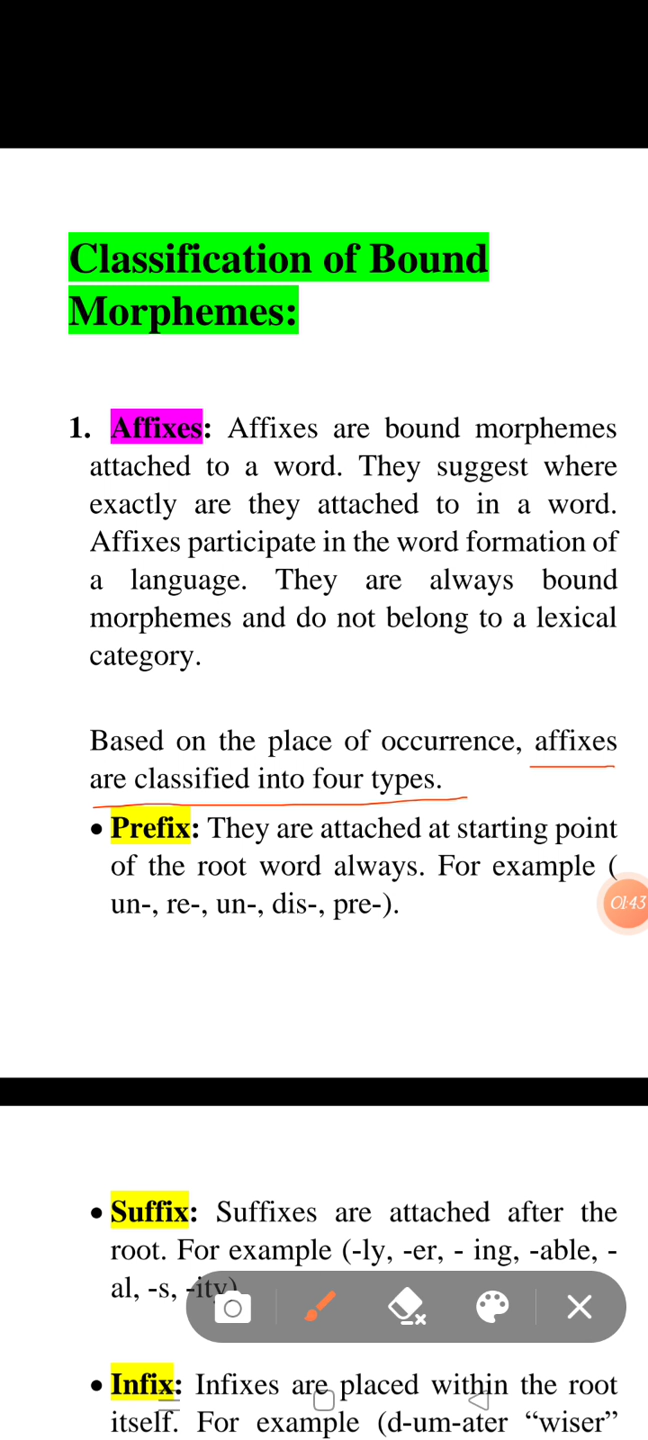 Classification of Bound
Morphemes:
1. Affixes: Affixes are bound morphemes
attached to a word. They suggest where
exactly are they attached to in a word.
Affixes participate in the word formation of
a language. They are always bound
morphemes and do not belong to a lexical
category.
Based on the place of occurrence, affixes
are classified into four types.
• Prefix: They are attached at starting point
of the root word always. For example (
un-, re-, un-, dis-, pre-).
01:43
• Suffix: Suffixes are attached after the
root. For example (-ly, -er, - ing, -able, -
al, -s, -ity)
• Infix: Infixes are placed within the root
itself. For example (d-um-ater “wiser”